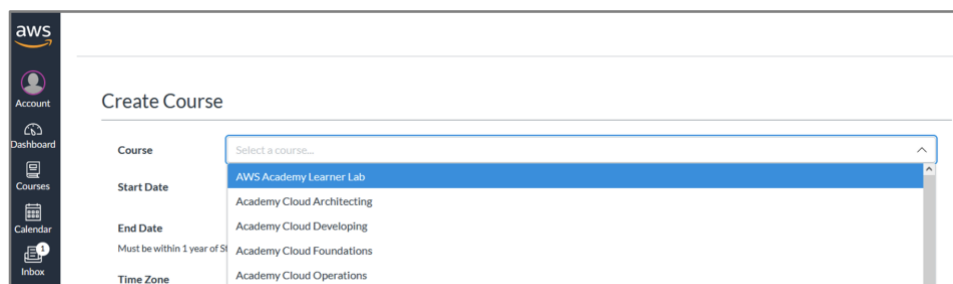 aws
Account
Dashboard
Courses
Calendar
1
Inbox
Create Course
Course
Select a course...
AWS Academy Learner Lab
Start Date
Academy Cloud Architecting
End Date
Academy Cloud Developing
Must be within 1 year of
Academy Cloud Foundations
Time Zone
Academy Cloud Operations